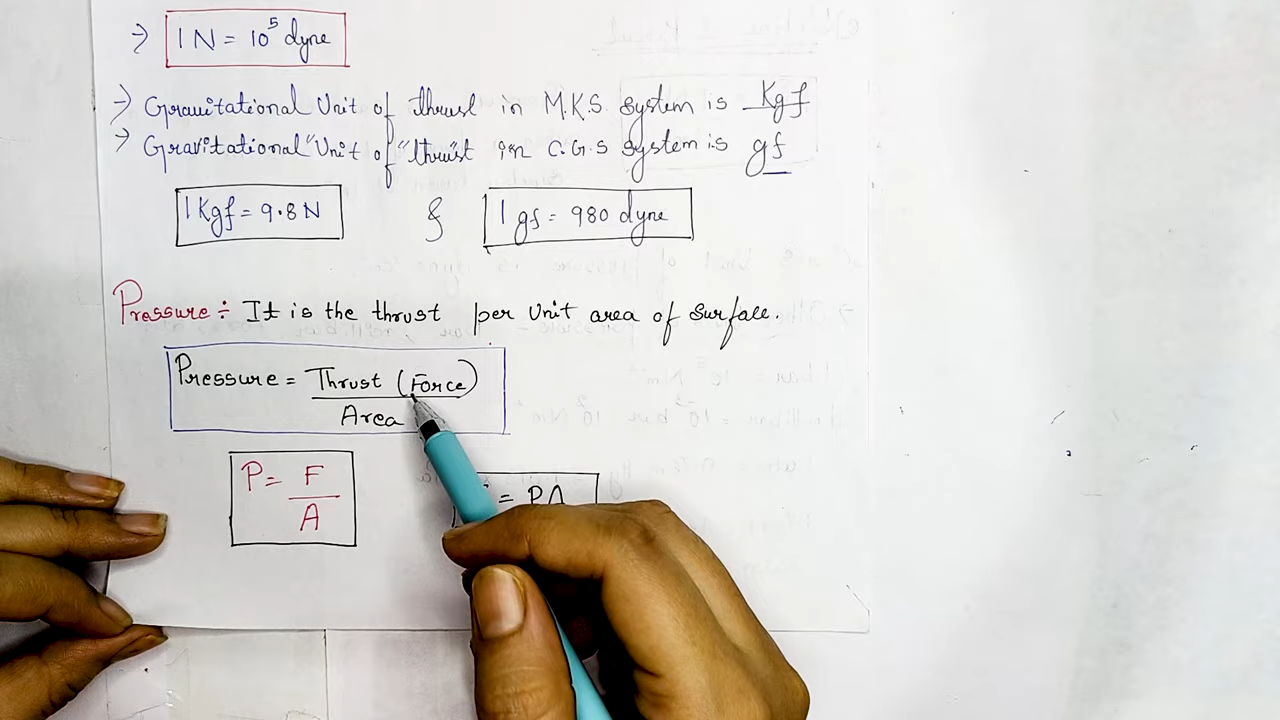 -> 1 N = 10⁵ dyne
-> Gravitational Unit of thrust in M.K.S. system is Kgf
-> Gravitational "Unit of "thrust in C.G.S system is gf
1 Kgf = 9.8 N & 1 gf = 980 dyne
Pressure ÷ It is the thrust per unit area of surface.
Pressure = Thrust (Force)
Area
P = F
A
= PA